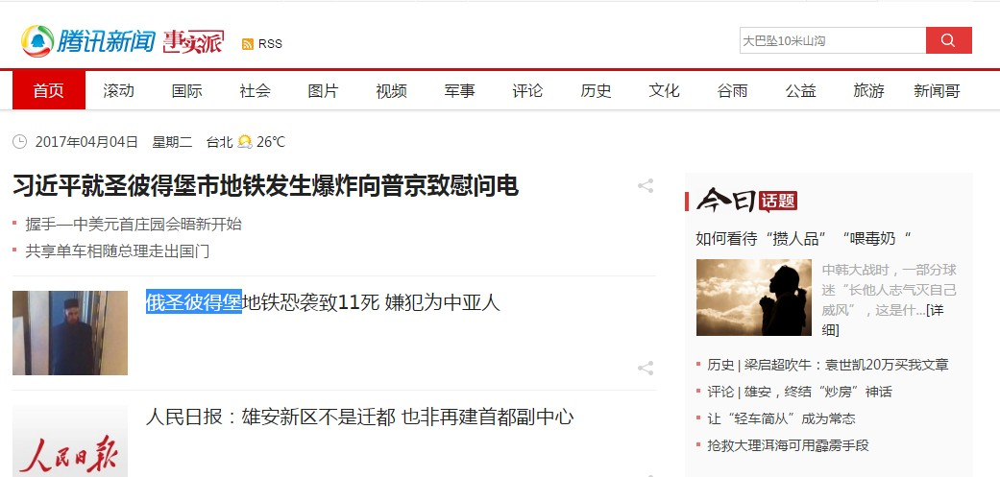 腾讯新闻 事实派 RSS
大巴坠10米山沟
首页 滚动 国际 社会 图片 视频 军事 评论 历史 文化 谷雨 公益 旅游 新闻哥
2017年04月04日 星期二 台北 26℃
习近平就圣彼得堡市地铁发生爆炸向普京致慰问电
握手—中美元首庄园会晤新开始
共享单车相随总理走出国门
俄圣彼得堡地铁恐袭致11死 嫌犯为中亚人
人民日报：雄安新区不是迁都 也非再建首都副中心
人民日报
今日话题
如何看待“攒人品”“喂毒奶“
中韩大战时，一部分球
迷“长他人志气灭自己
威风”，这是什...[详
细]
历史 | 梁启超吹牛：袁世凯20万买我文章
评论 | 雄安，终结“炒房”神话
让“轻车简从”成为常态
抢救大理洱海可用霹雳手段